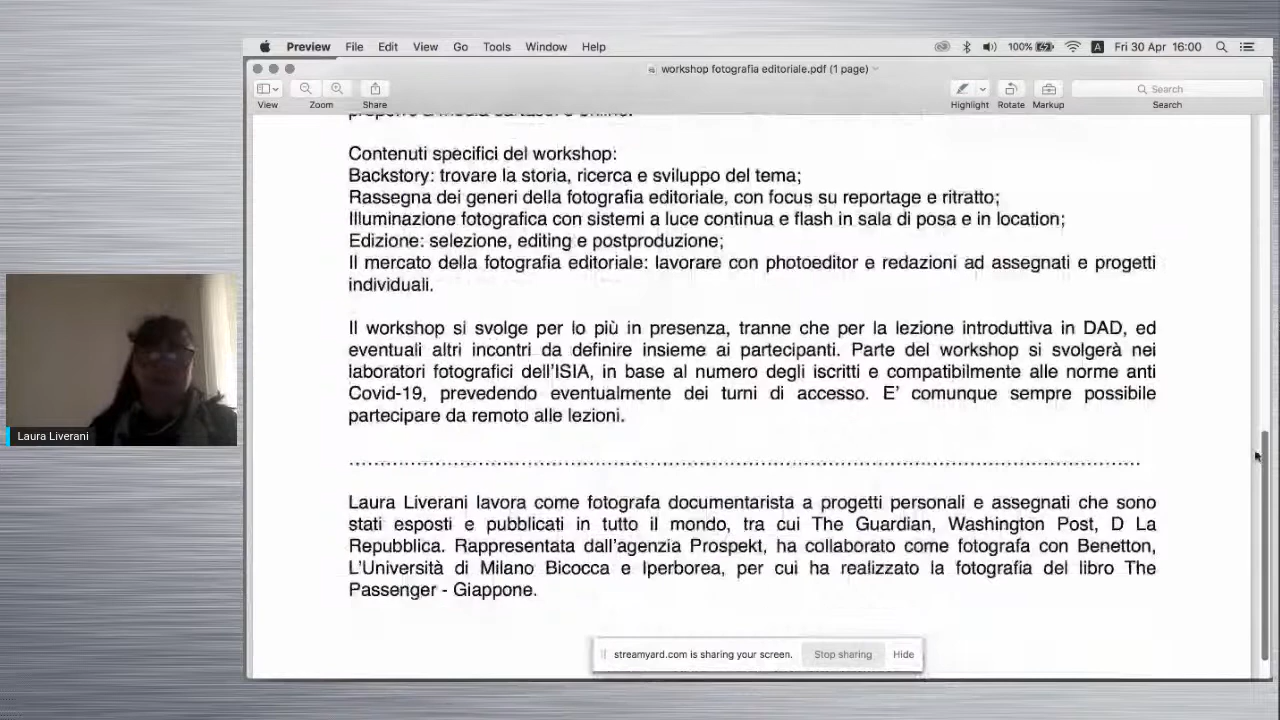 Preview File Edit View Go Tools Window Help 100% A Fri 30 Apr 16:00
workshop fotografia editoriale.pdf (1 page)
View Zoom Share Highlight Rotate Markup Search
Search
Contenuti specifici del workshop:
Backstory: trovare la storia, ricerca e sviluppo del tema;
Rassegna dei generi della fotografia editoriale, con focus su reportage e ritratto;
Illuminazione fotografica con sistemi a luce continua e flash in sala di posa e in location;
Edizione: selezione, editing e postproduzione;
Il mercato della fotografia editoriale: lavorare con photoeditor e redazioni ad assegnati e progetti
individuali.
Il workshop si svolge per lo più in presenza, tranne che per la lezione introduttiva in DAD, ed
eventuali altri incontri da definire insieme ai partecipanti. Parte del workshop si svolgerà nei
laboratori fotografici dell'ISIA, in base al numero degli iscritti e compatibilmente alle norme anti
Covid-19, prevedendo eventualmente dei turni di accesso. E' comunque sempre possibile
partecipare da remoto alle lezioni.
Laura Liverani
Laura Liverani lavora come fotografa documentarista a progetti personali e assegnati che sono
stati esposti e pubblicati in tutto il mondo, tra cui The Guardian, Washington Post, D La
Repubblica. Rappresentata dall'agenzia Prospekt, ha collaborato come fotografa con Benetton,
L'Università di Milano Bicocca e Iperborea, per cui ha realizzato la fotografia del libro The
Passenger - Giappone.
streamyard.com is sharing your screen. Stop sharing Hide